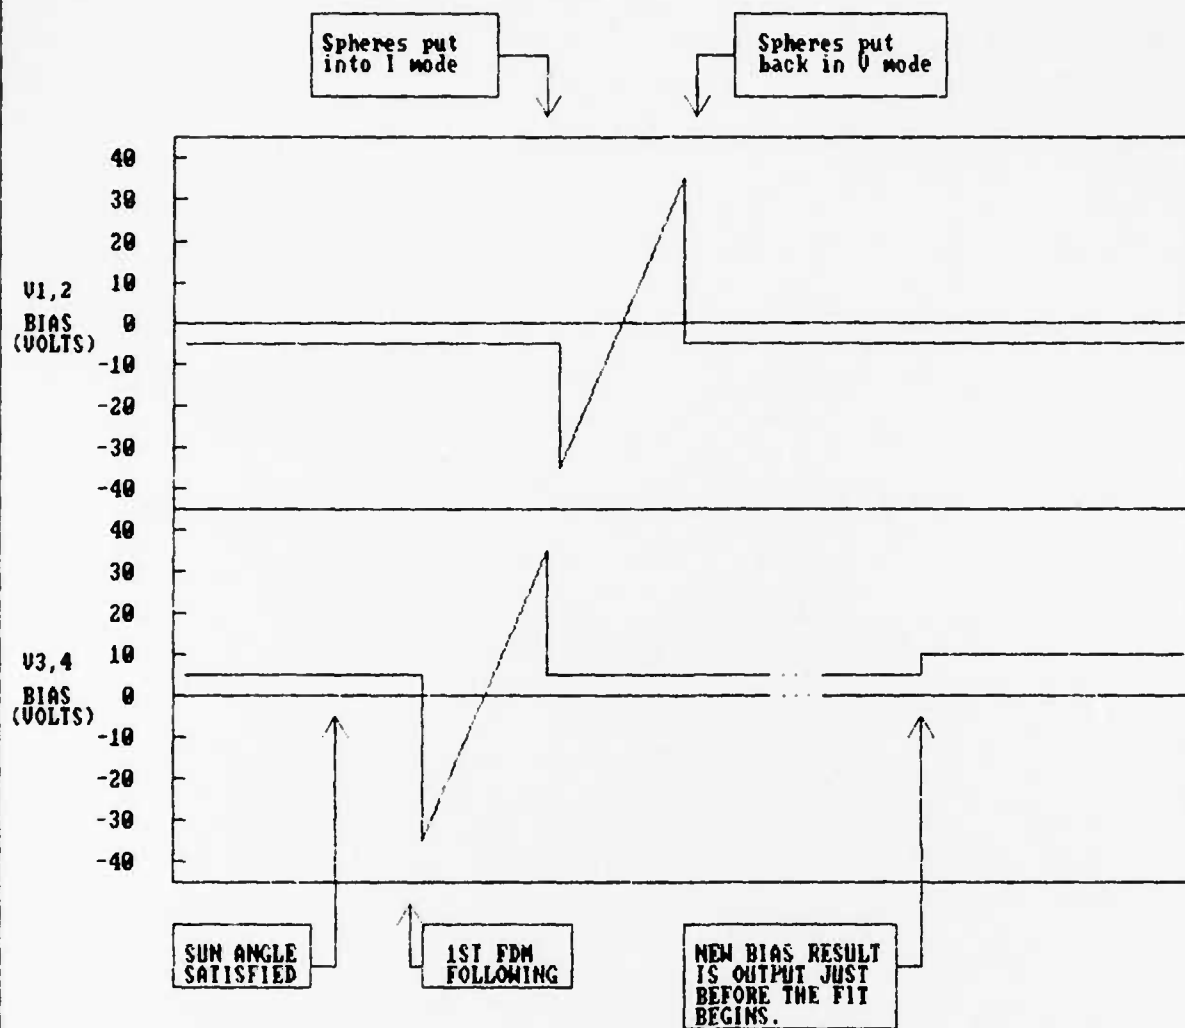 Spheres put
into I mode
Spheres put
back in V mode
40
30
20
10
0
-10
-20
-30
-40
V1,2
BIAS
(VOLTS)
40
30
20
10
0
-10
-20
-30
-40
V3,4
BIAS
(VOLTS)
SUN ANGLE
SATISFIED
1ST FDM
FOLLOWING
NEW BIAS RESULT
IS OUTPUT JUST
BEFORE THE FIT
BEGINS.